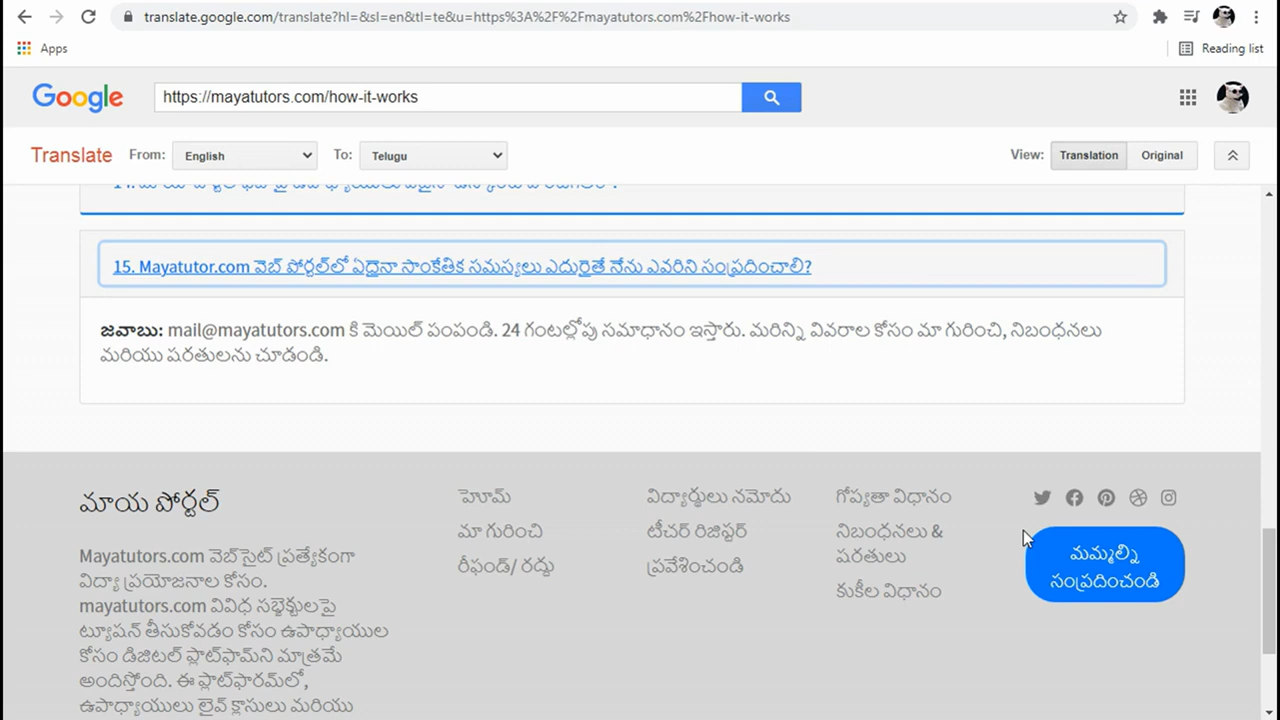 translate.google.com/translate?hl=&sl=en&tl=te&u=https%3A%2F%2Fmayatutors.com%2Fhow-it-works
Apps
Reading list
Google
https://mayatutors.com/how-it-works
Translate
From: English
To: Telugu
View: Translation Original
15. Mayatutor.com వెబ్ పోర్టల్‌లో ఏదైనా సాంకేతిక సమస్యలు ఎదురైతే నేను ఎవరిని సంప్రదించాలి?
జవాబు: mail@mayatutors.com కి మెయిల్ పంపండి. 24 గంటల్లోపు సమాధానం ఇస్తారు. మరిన్ని వివరాల కోసం మా గురించి, నిబంధనలు
మరియు షరతులను చూడండి.
మాయ పోర్టల్
Mayatutors.com వెబ్‌సైట్ ప్రత్యేకంగా
విద్యా ప్రయోజనాల కోసం.
mayatutors.com వివిధ సబ్జెక్టులపై
ట్యూషన్ తీసుకోవడం కోసం ఉపాధ్యాయుల
కోసం డిజిటల్ ప్లాట్‌ఫామ్‌ని మాత్రమే
అందిస్తోంది. ఈ ప్లాట్‌ఫారమ్‌లో,
ఉపాధ్యాయులు లైవ్ క్లాసులు మరియు
హొమ్
మా గురించి
రీఫండ్/ రద్దు
విద్యార్థులు నమోదు
టీచర్ రిజిష్టర్
ప్రవేశించండి
గోప్యతా విధానం
నిబంధనలు &
షరతులు
కుకీల విధానం
మమ్మల్ని
సంప్రదించండి